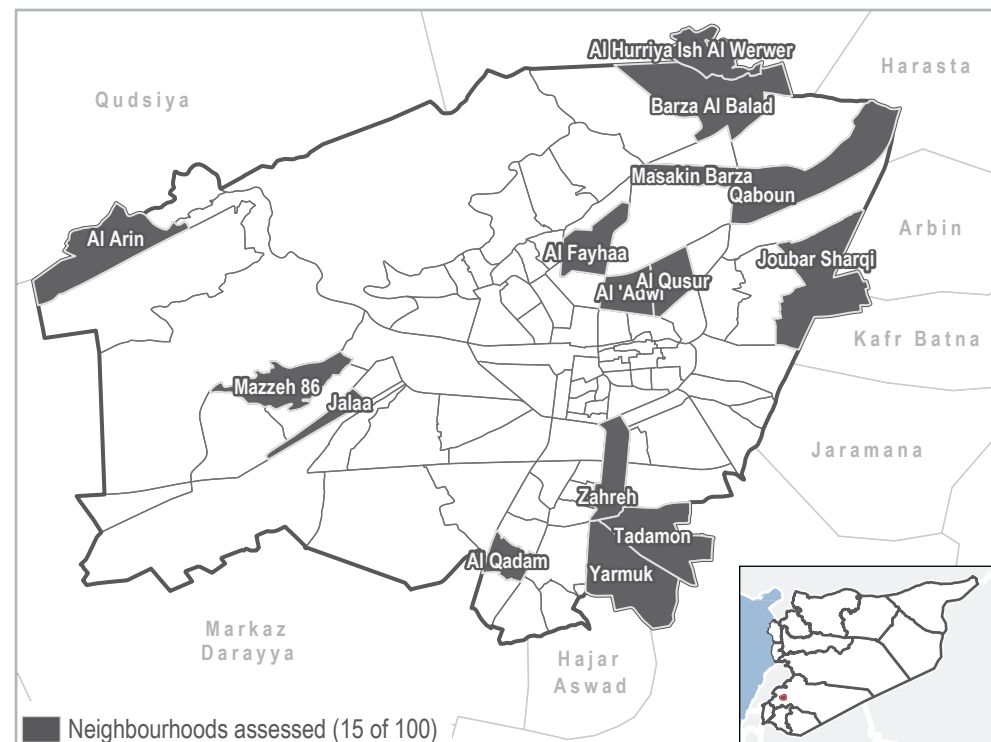 Al Hurriya Ish Al Werwer
Harasta
Qudsiya
Barza Al Balad
Masakin Barza
Qaboun
Arbin
Al Arin
Al Fayhaa
Joubar Sharqi
Al Qusur
Al 'Adwi
Kafr Batna
Mazzeh 86
Jalaa
Jaramana
Zahreh
Tadamon
Al Qadam
Yarmuk
Markaz
Darayya
Hajar
Aswad
Neighbourhoods assessed (15 of 100)